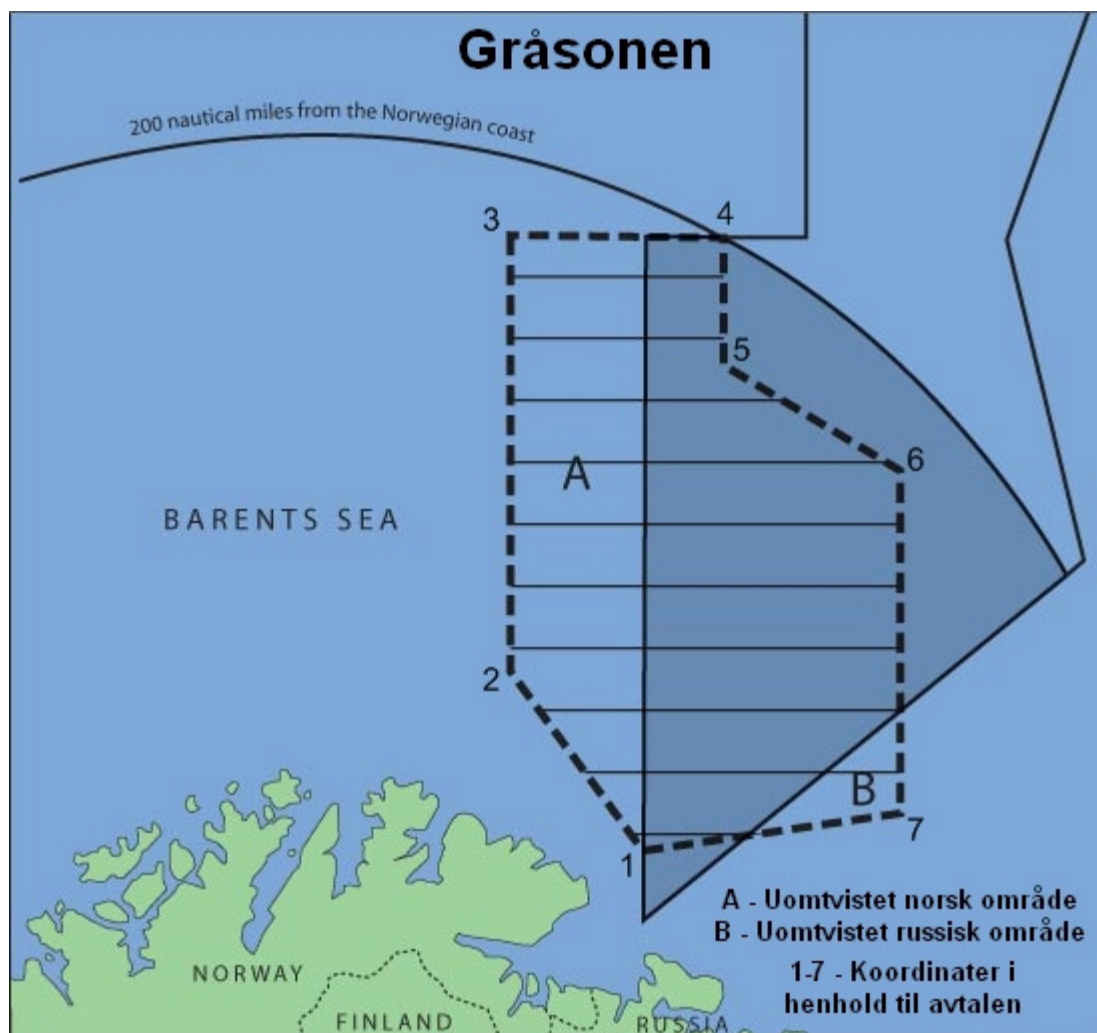 Gråsonen
200 nautical miles from the Norwegian coast
3
4
5
6
A
BARENTS SEA
2
B
7
1
A - Uomtvistet norsk område
B - Uomtvistet russisk område
1-7 - Koordinater i
henhold til avtalen
NORWAY
FINLAND
RUSSIA